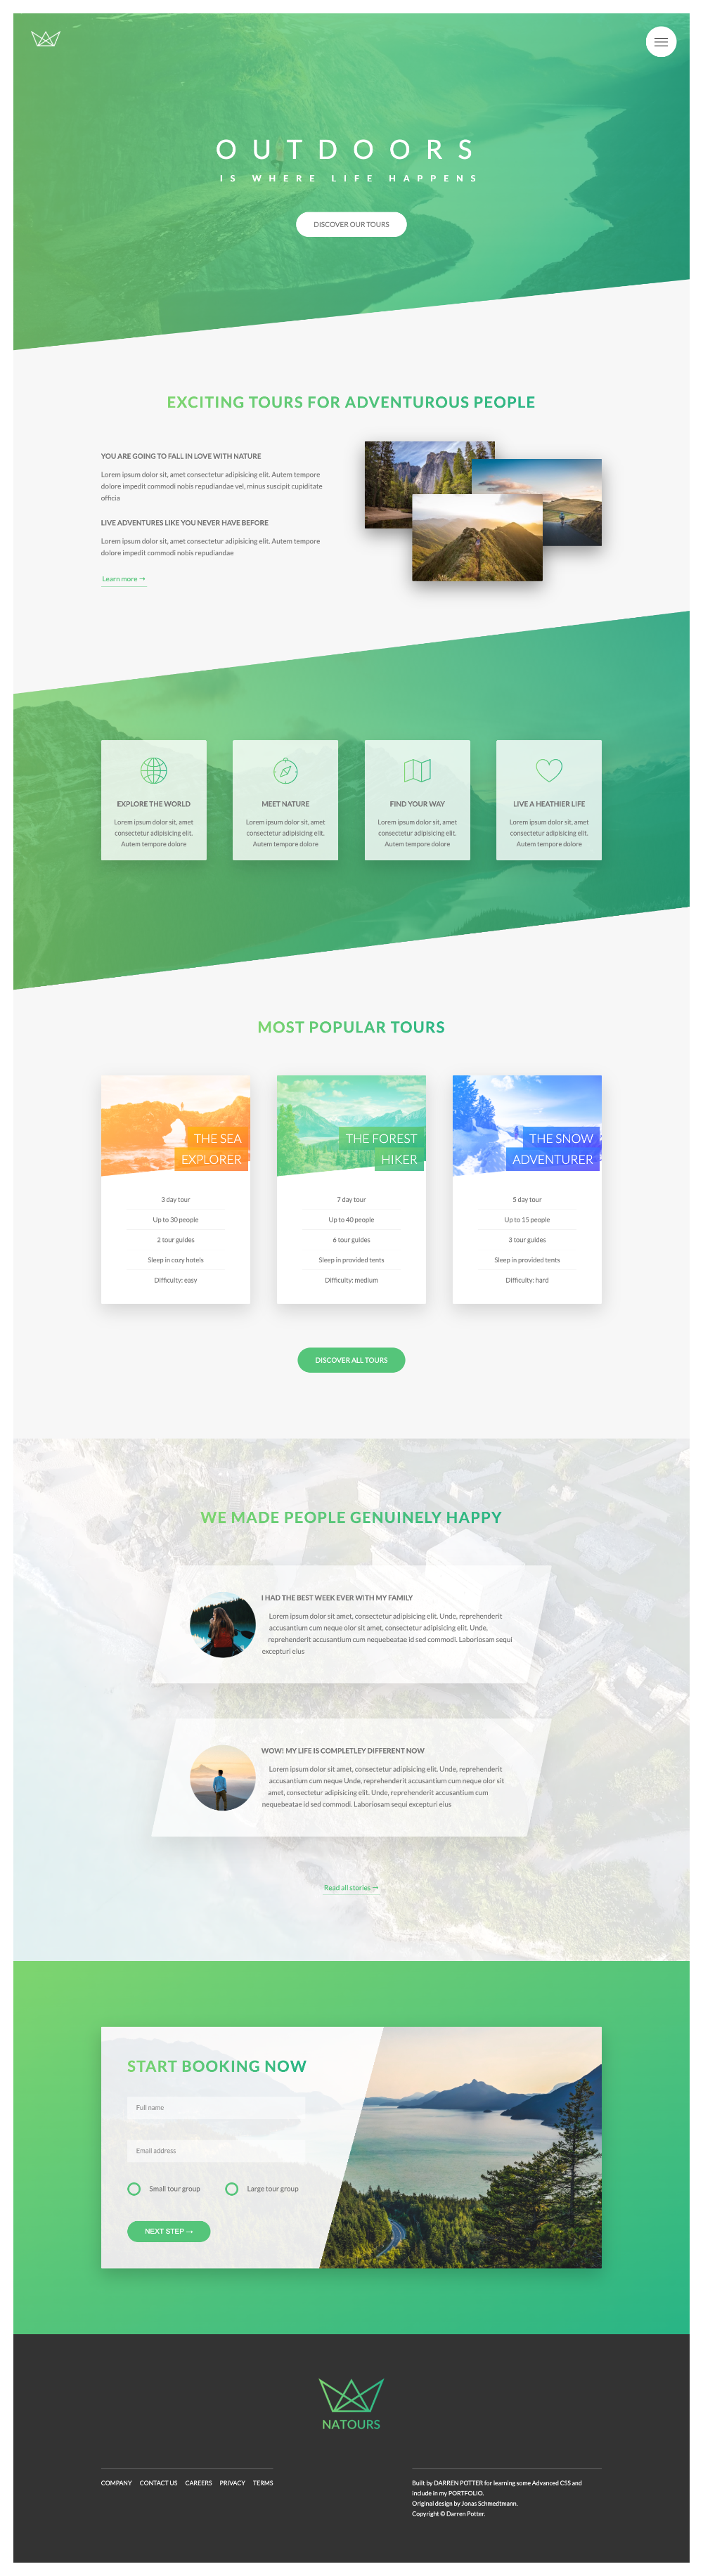 OUTDOORS
IS WHERE LIFE HAPPENS
DISCOVER OUR TOURS
EXCITING TOURS FOR ADVENTUROUS PEOPLE
YOU ARE GOING TO FALL IN LOVE WITH NATURE
Lorem ipsum dolor sit, amet consectetur adipisicing elit. Autem tempore
dolore impedit commodi nobis repudiandae vel, minus suscipit cupiditate
officia
LIVE ADVENTURES LIKE YOU NEVER HAVE BEFORE
Lorem ipsum dolor sit, amet consectetur adipisicing elit. Autem tempore
dolore impedit commodi nobis repudiandae
Learn more →
EXPLORE THE WORLD
Lorem ipsum dolor sit, amet
consectetur adipisicing elit.
Autem tempore dolore
MEET NATURE
Lorem ipsum dolor sit, amet
consectetur adipisicing elit.
Autem tempore dolore
FIND YOUR WAY
Lorem ipsum dolor sit, amet
consectetur adipisicing elit.
Autem tempore dolore
LIVE A HEATHIER LIFE
Lorem ipsum dolor sit, amet
consectetur adipisicing elit.
Autem tempore dolore
MOST POPULAR TOURS
THE SEA
EXPLORER
3 day tour
Up to 30 people
2 tour guides
Sleep in cozy hotels
Difficulty: easy
THE FOREST
HIKER
7 day tour
Up to 40 people
6 tour guides
Sleep in provided tents
Difficulty: medium
THE SNOW
ADVENTURER
5 day tour
Up to 15 people
3 tour guides
Sleep in provided tents
Difficulty: hard
DISCOVER ALL TOURS
WE MADE PEOPLE GENUINELY HAPPY
I HAD THE BEST WEEK EVER WITH MY FAMILY
Lorem ipsum dolor sit amet, consectetur adipisicing elit. Unde, reprehenderit
accusantium cum neque olor sit amet, consectetur adipisicing elit. Unde,
reprehenderit accusantium cum nequebeatae id sed commodi. Laboriosam sequi
excepturi eius
WOW! MY LIFE IS COMPLETLEY DIFFERENT NOW
Lorem ipsum dolor sit amet, consectetur adipisicing elit. Unde, reprehenderit
accusantium cum neque Unde, reprehenderit accusantium cum neque olor sit
amet, consectetur adipisicing elit. Unde, reprehenderit accusantium cum
nequebeatae id sed commodi. Laboriosam sequi excepturi eius
Read all stories →
START BOOKING NOW
Full name
Email address
Small tour group
Large tour group
NEXT STEP →
NATOURS
COMPANY CONTACT US CAREERS PRIVACY TERMS
Built by DARREN POTTER for learning some Advanced CSS and
include in my PORTFOLIO.
Original design by Jonas Schmedtmann.
Copyright © Darren Potter.